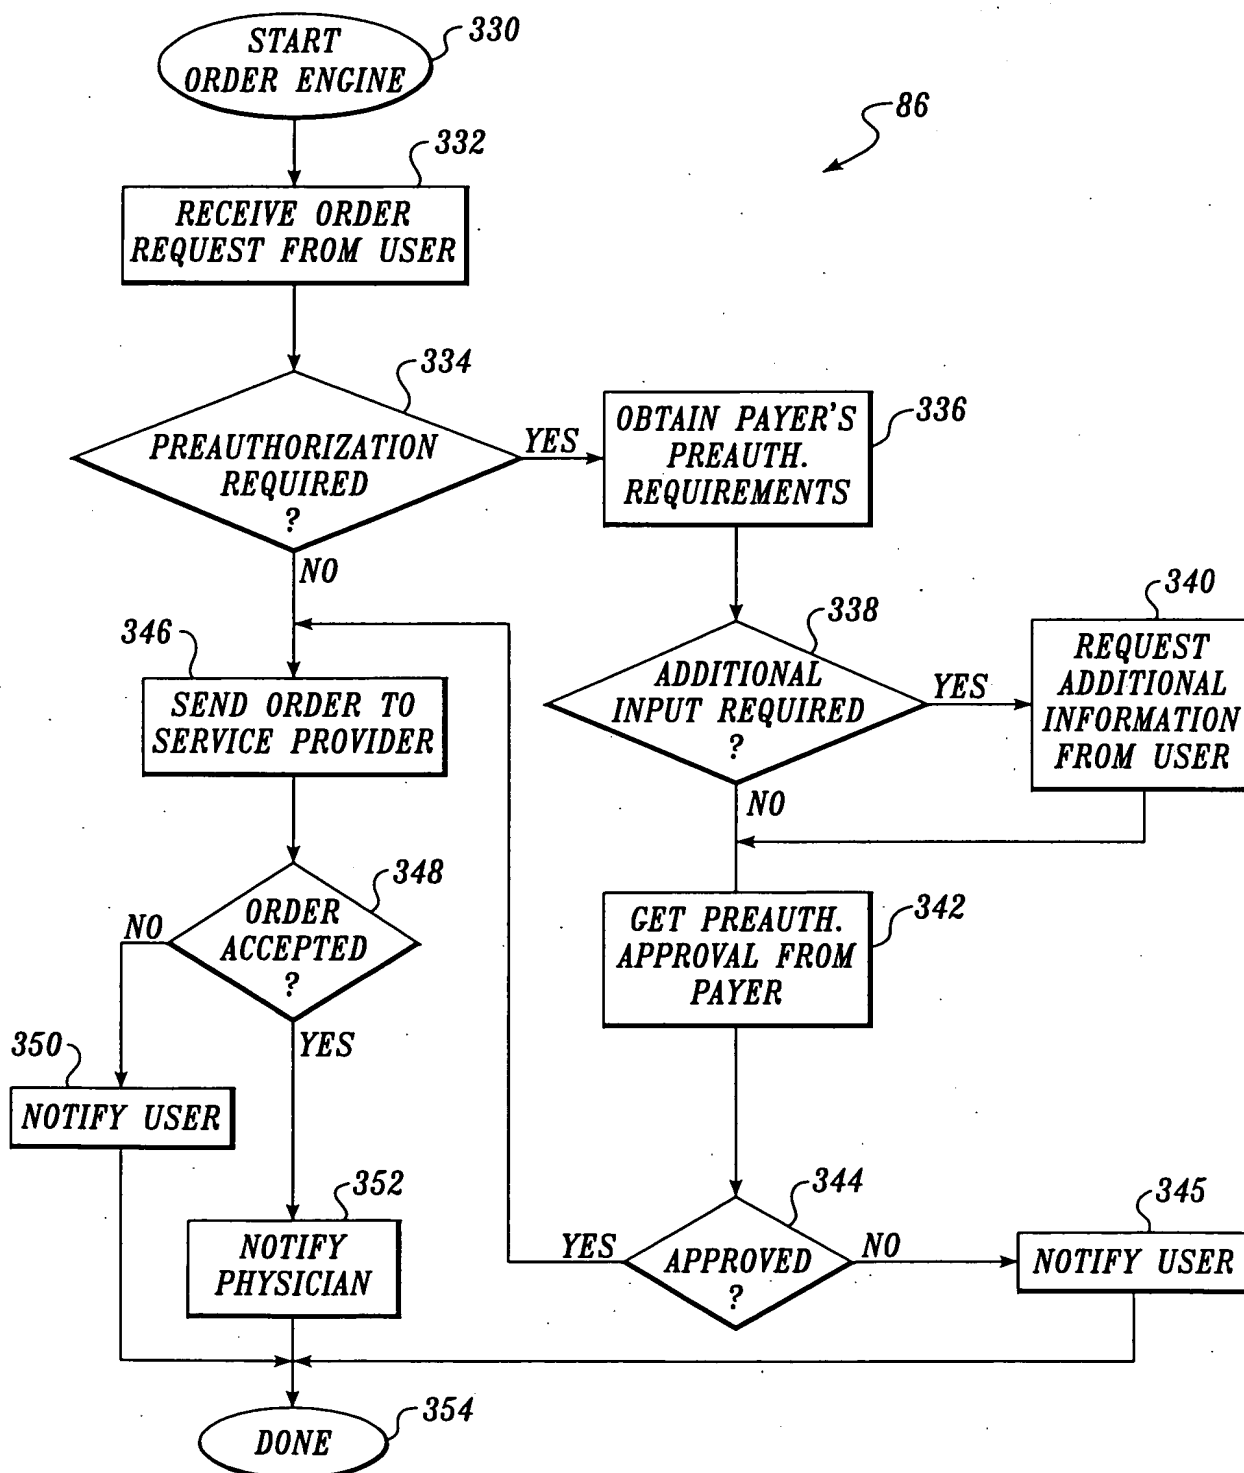 START
ORDER ENGINE
330
86
332
RECEIVE ORDER
REQUEST FROM USER
334
PREAUTHORIZATION
REQUIRED
?
YES
NO
OBTAIN PAYER'S
PREAUTH.
REQUIREMENTS
336
338
ADDITIONAL
INPUT REQUIRED
?
YES
NO
340
REQUEST
ADDITIONAL
INFORMATION
FROM USER
346
SEND ORDER TO
SERVICE PROVIDER
348
ORDER
ACCEPTED
?
NO
YES
342
GET PREAUTH.
APPROVAL FROM
PAYER
350
NOTIFY USER
352
NOTIFY
PHYSICIAN
344
APPROVED
?
YES
NO
345
NOTIFY USER
354
DONE